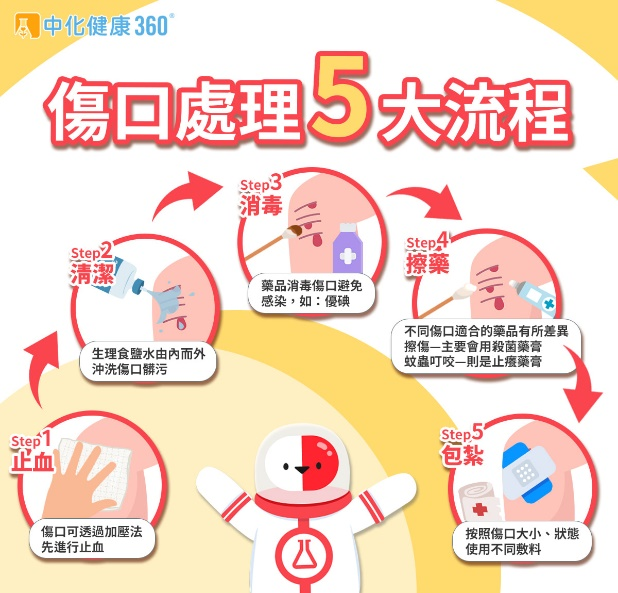 中化健康360®
傷口處理5大流程
Step1
止血
傷口可透過加壓法
先進行止血
Step2
清潔
生理食鹽水由內而外
沖洗傷口髒污
Step3
消毒
藥品消毒傷口避免
感染，如：優碘
Step4
擦藥
不同傷口適合的藥品有所差異
擦傷—主要會用殺菌藥膏
蚊蟲叮咬—則是止癢藥膏
Step5
包紮
按照傷口大小、狀態
使用不同敷料